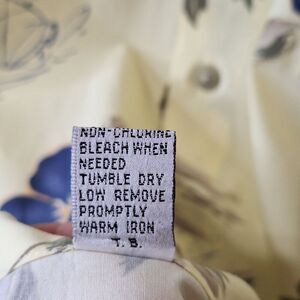 NON-CHLORINE
BLEACH WHEN
NEEDED
TUMBLE DRY
LOW REMOVE
PROMPTLY
WARM IRON
T. B.